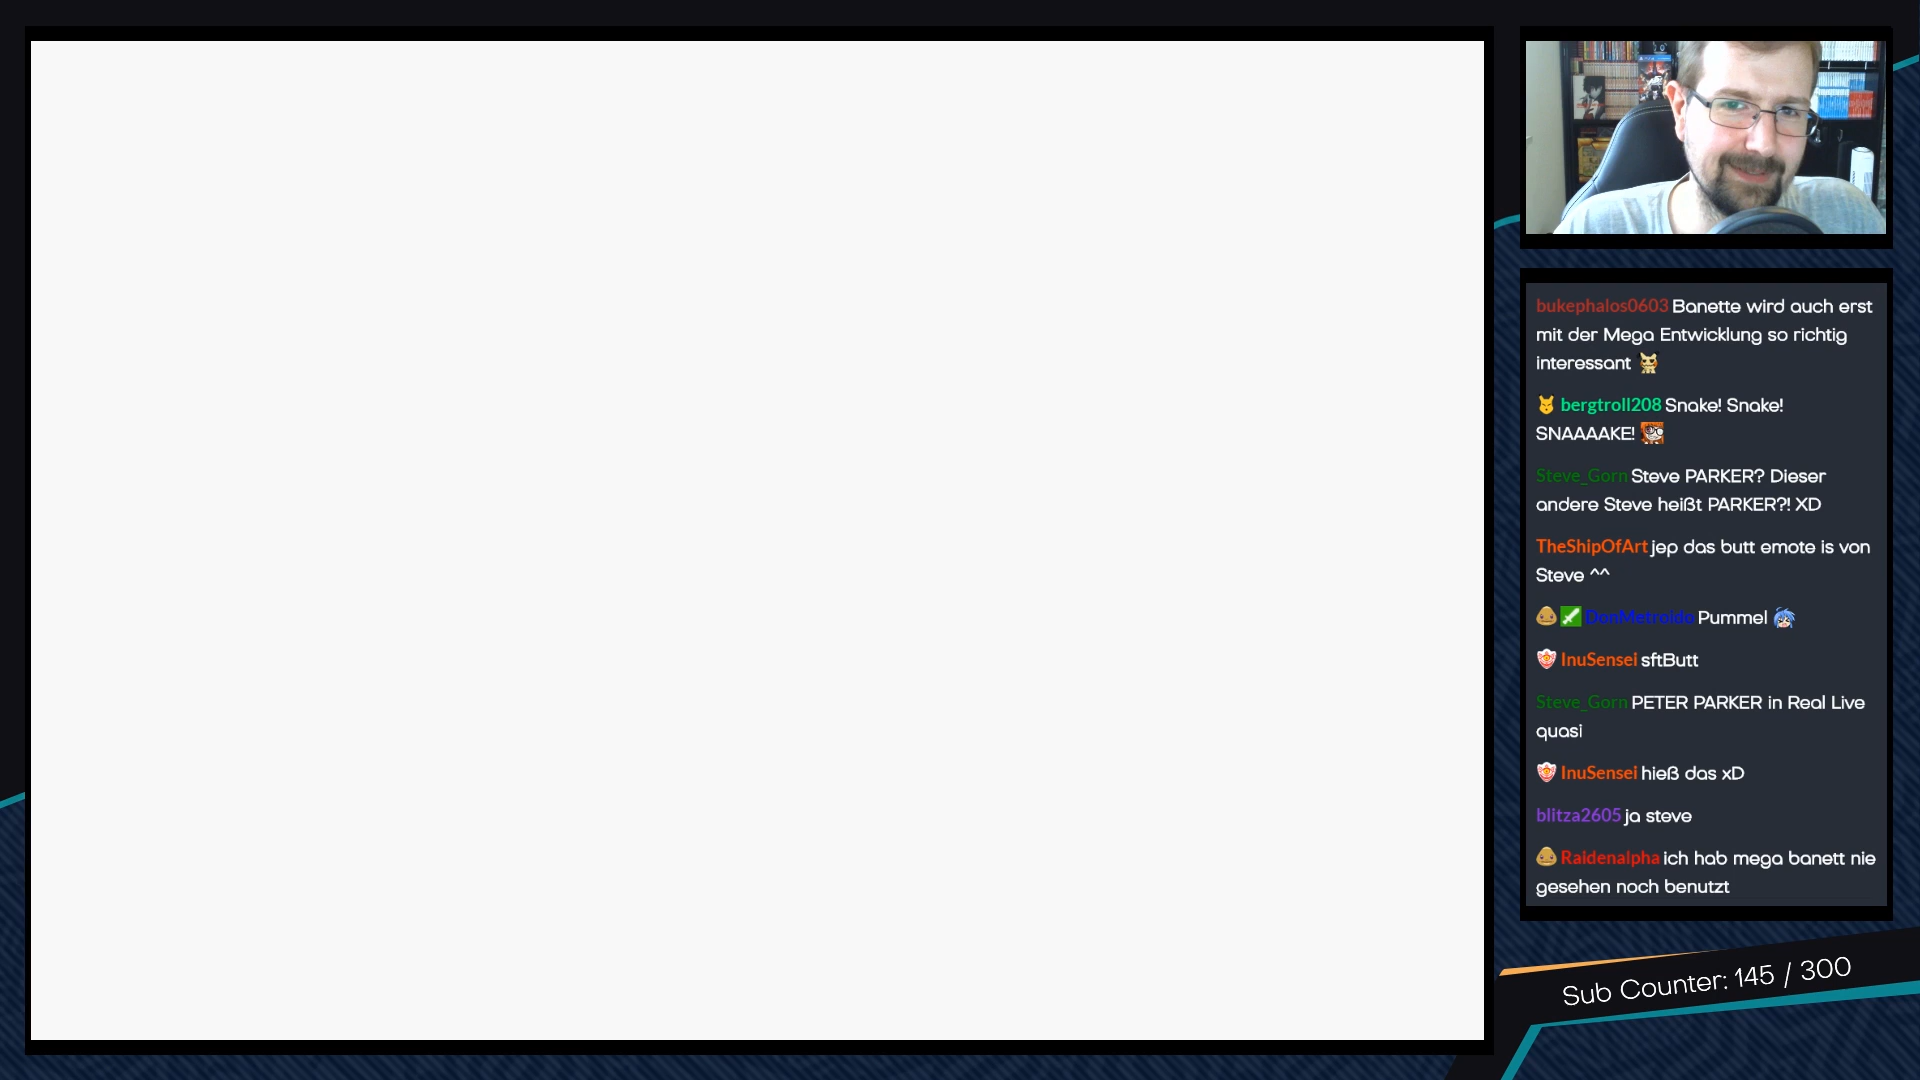 bukephalos0603 Banette wird auch erst
mit der Mega Entwicklung so richtig
interessant
bergtroll208 Snake! Snake!
SNAAAAKE!
Steve_Gorn Steve PARKER? Dieser
andere Steve heißt PARKER?! XD
TheShipOfArt jep das butt emote is von
Steve ^^
DonMetroido Pummel
InuSensei sftButt
Steve_Gorn PETER PARKER in Real Live
quasi
InuSensei hieß das xD
blitza2605 ja steve
Raidenalpha ich hab mega banett nie
gesehen noch benutzt
Sub Counter: 145 / 300